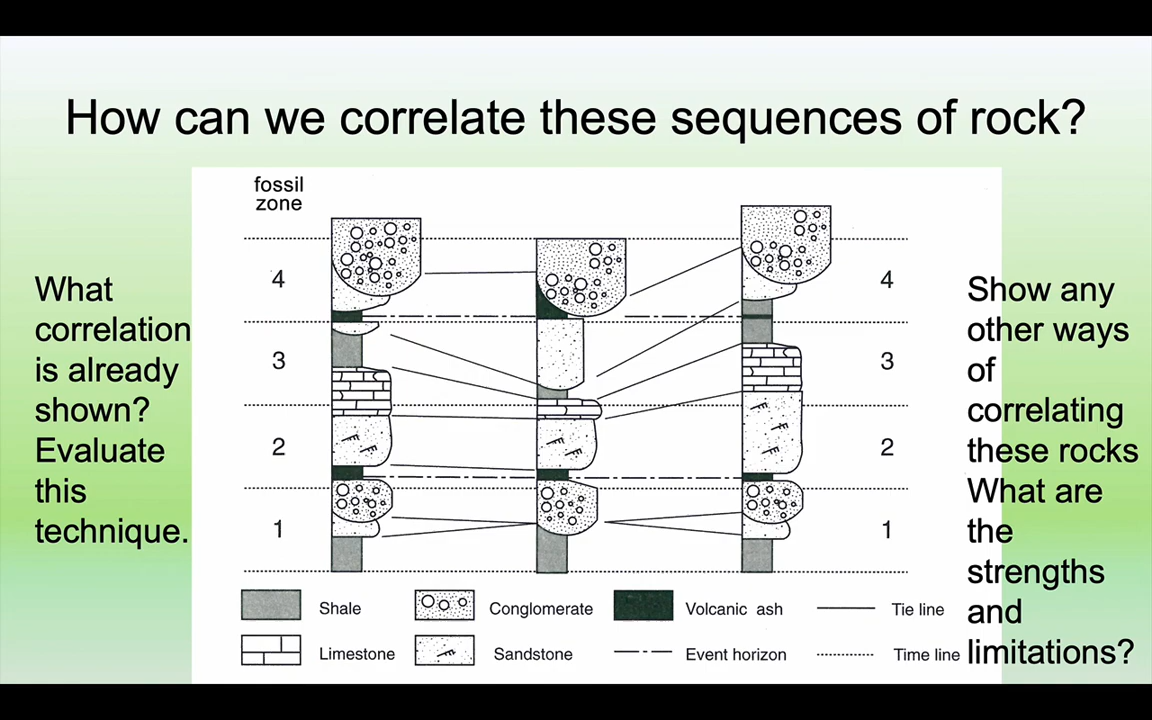 How can we correlate these sequences of rock?
What
correlation
is already
shown?
Evaluate
this
technique.
fossil
zone
4
3
2
1
4
3
2
1
Shale
Conglomerate
Volcanic ash
Tie line
Limestone
Sandstone
Event horizon
Time line
Show any
other ways
of
correlating
these rocks
What are
the
strengths
and
limitations?